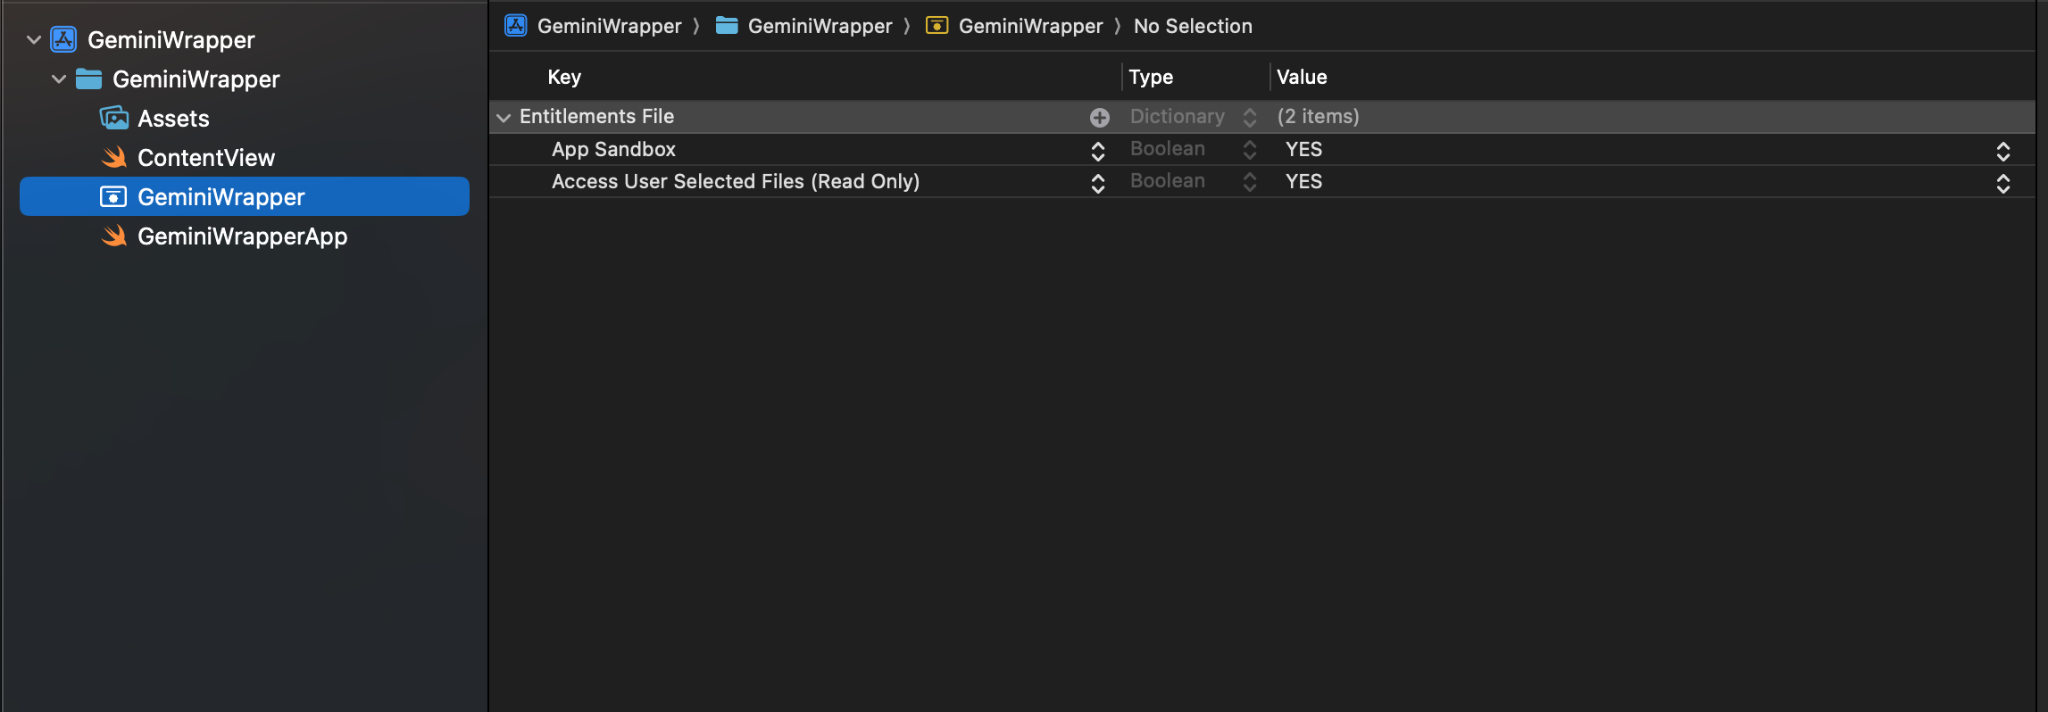 GeminiWrapper
GeminiWrapper
Assets
ContentView
GeminiWrapper
GeminiWrapperApp
GeminiWrapper 〉 GeminiWrapper 〉 GeminiWrapper 〉 No Selection
Key Type Value
Entitlements File Dictionary (2 items)
App Sandbox Boolean YES
Access User Selected Files (Read Only) Boolean YES